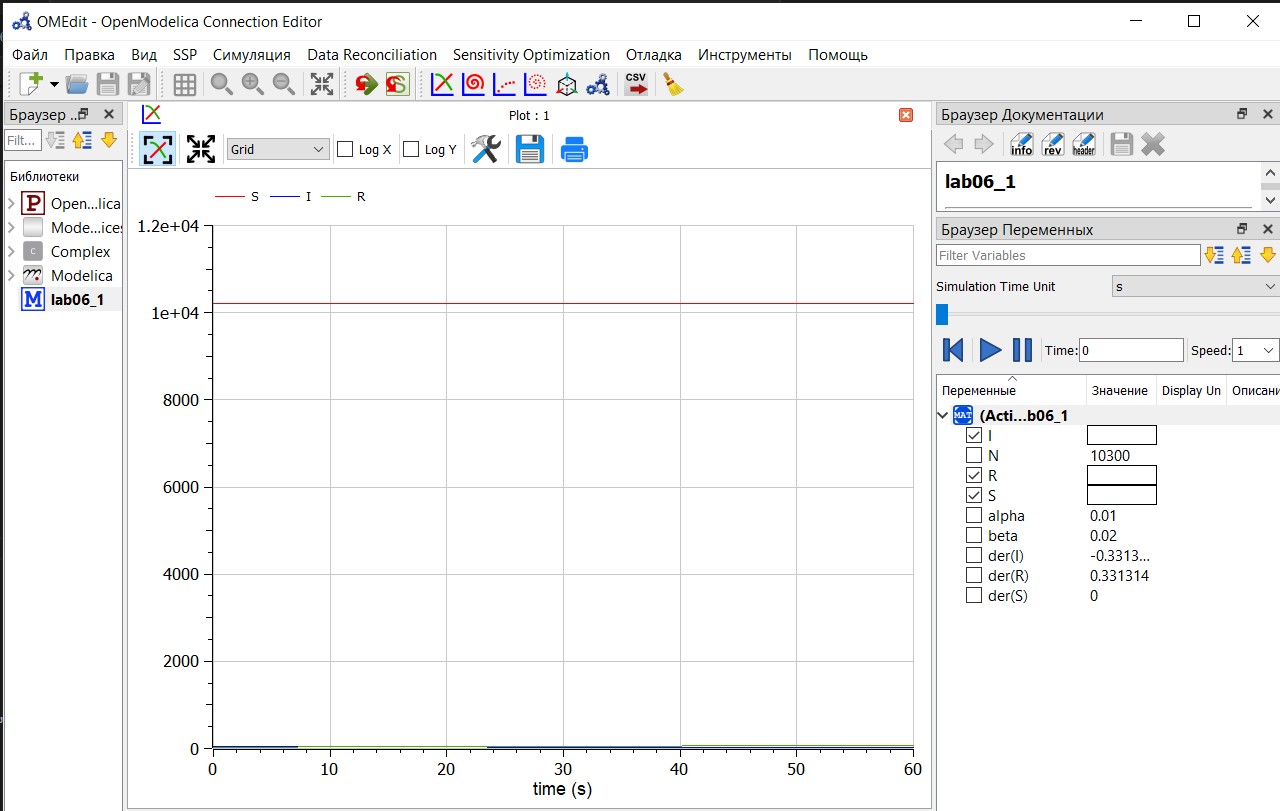 OMEdit - OpenModelica Connection Editor
Файл Правка Вид SSP Симуляция Data Reconciliation Sensitivity Optimization Отладка Инструменты Помощь
CSV
Браузер ..
Filt...
Библиотеки
P Open...lica
Mode...ices
C Complex
Modelica
M lab06_1
Plot : 1
Grid Log X Log Y
S I R
1.2e+04
1e+04
8000
6000
4000
2000
0
0 10 20 30 40 50 60
time (s)
Браузер Документации
info rev header
lab06_1
Браузер Переменных
Filter Variables
Simulation Time Unit s
Time: 0 Speed: 1
Переменные Значение Display Un Описани
MAT (Acti...b06_1
I
N 10300
R
S
alpha 0.01
beta 0.02
der(I) -0.3313...
der(R) 0.331314
der(S) 0